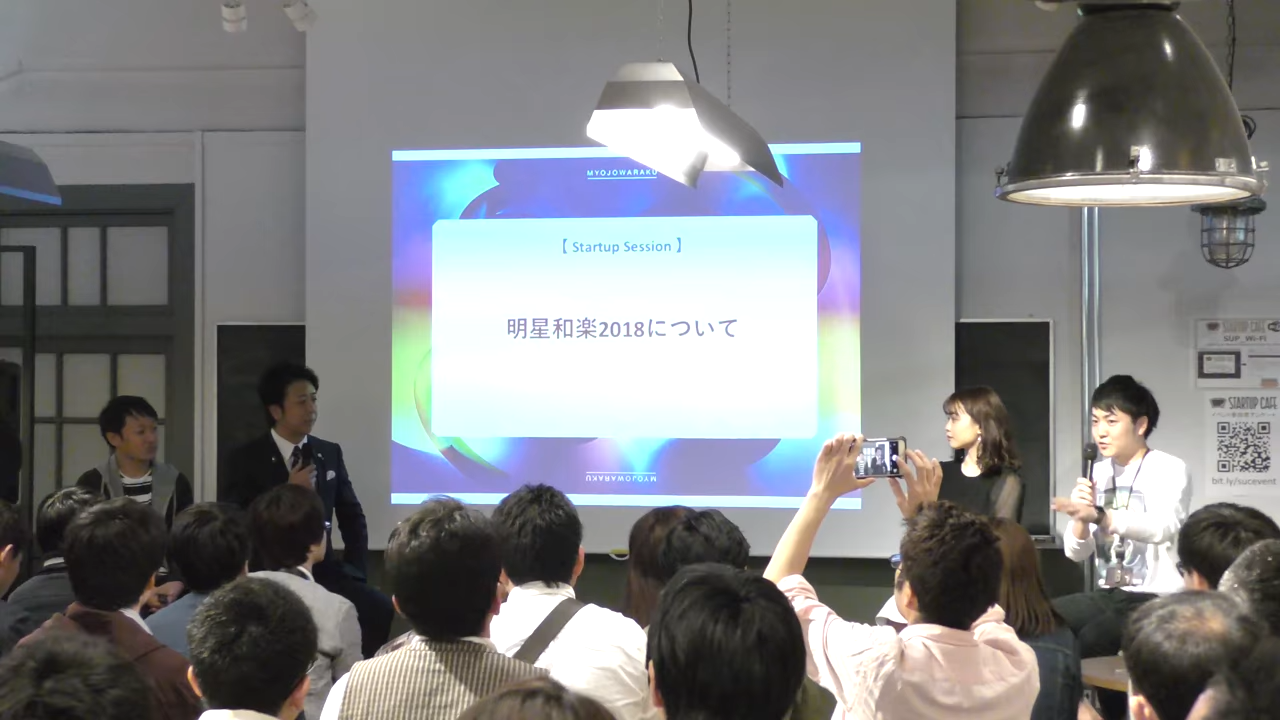 MYOJOWARAKU
【 Startup Session 】
明星和楽2018について
MYOJOWARAKU
STARTUP CAFE
SUP_Wi-Fi
STARTUP CAFE
bit.ly/sucevent